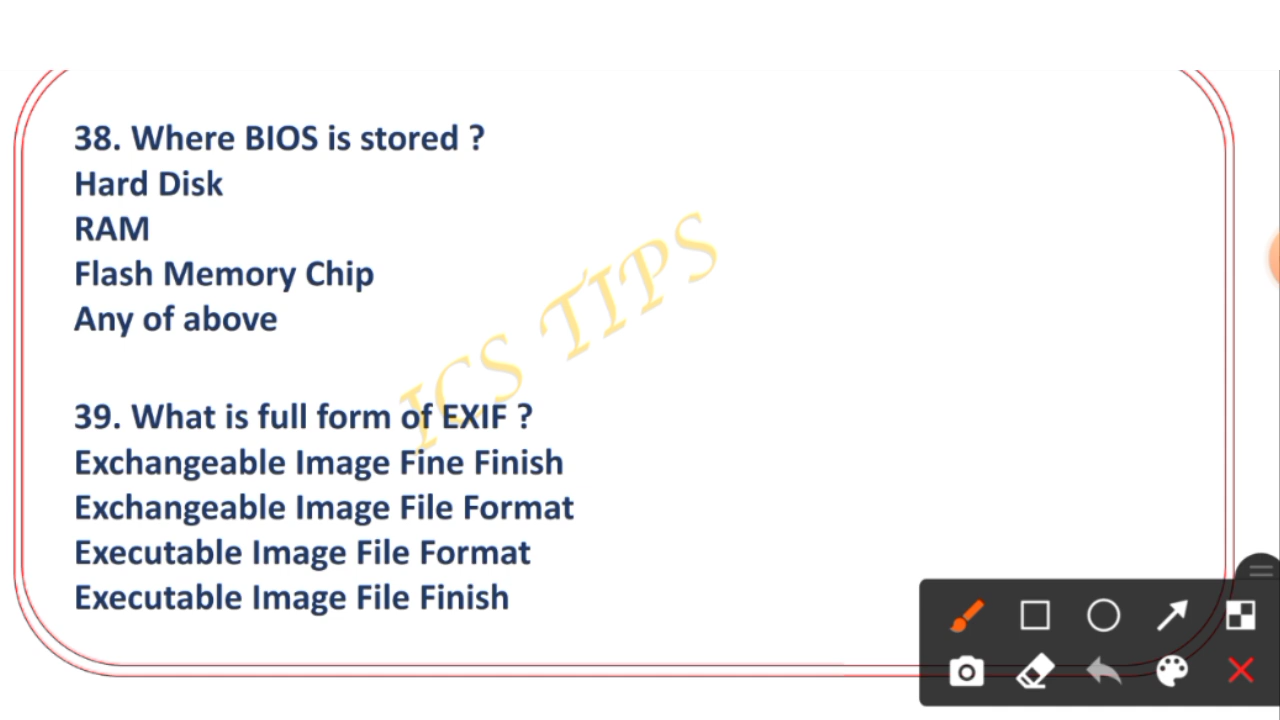 38. Where BIOS is stored ?
Hard Disk
RAM
Flash Memory Chip
Any of above
ICS TIPS
39. What is full form of EXIF ?
Exchangeable Image Fine Finish
Exchangeable Image File Format
Executable Image File Format
Executable Image File Finish